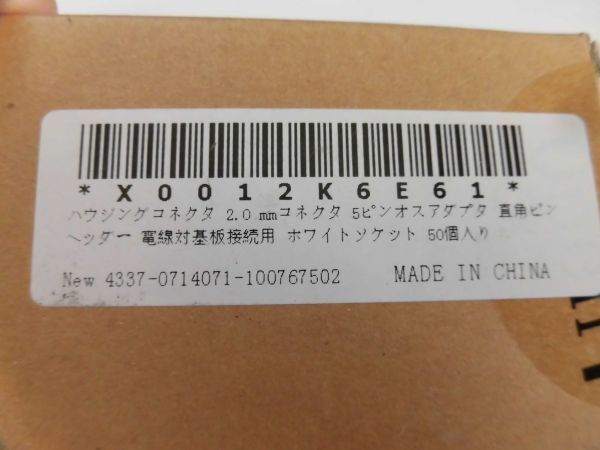 *X0012K6E61*
ハウジングコネクタ 2.0 mmコネクタ 5ピンオスアダプタ 直角ピン
ヘッダー 電線対基板接続用 ホワイトソケット 50個入り
New 4337-0714071-100767502 MADE IN CHINA